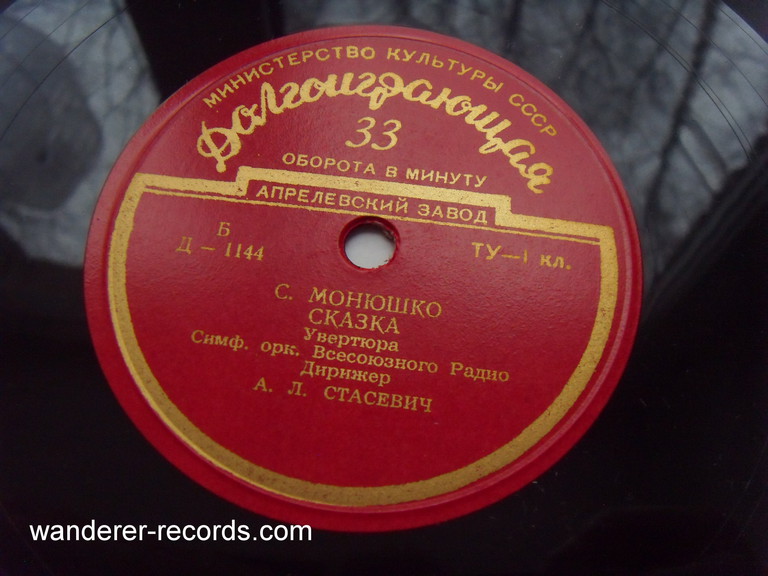 МИНИСТЕРСТВО КУЛЬТУРЫ СССР
Долгоиграющая
33
ОБОРОТА В МИНУТУ
АПРЕЛЕВСКИЙ ЗАВОД
Б
Д — 1144
ТУ—1 кл.
С. МОНЮШКО
СКАЗКА
Увертюра
Симф. орк. Всесоюзного Радио
Дирижер
А. Л. СТАСЕВИЧ
wanderer-records.com